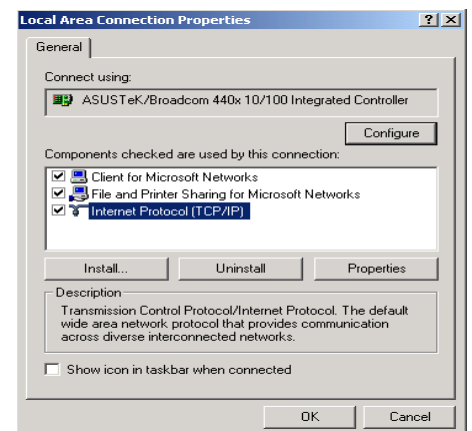 Local Area Connection Properties
General
Connect using:
ASUSTeK/Broadcom 440x 10/100 Integrated Controller
Configure
Components checked are used by this connection:
Client for Microsoft Networks
File and Printer Sharing for Microsoft Networks
Internet Protocol (TCP/IP)
Install... Uninstall Properties
Description
Transmission Control Protocol/Internet Protocol. The default
wide area network protocol that provides communication
across diverse interconnected networks.
Show icon in taskbar when connected
OK Cancel